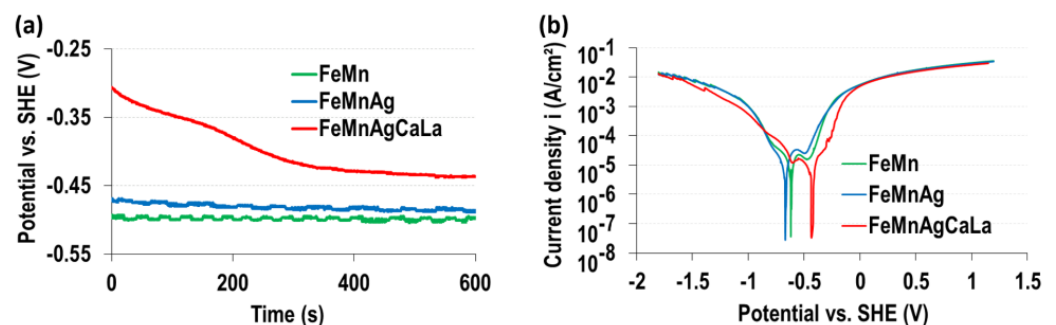 (a)
Potential vs. SHE (V)
-0.25
-0.35
-0.45
-0.55
FeMn
FeMnAg
FeMnAgCaLa
0
200
400
600
Time (s)
(b)
Current density i (A/cm²)
10⁻¹
10⁻²
10⁻³
10⁻⁴
10⁻⁵
10⁻⁶
10⁻⁷
10⁻⁸
FeMn
FeMnAg
FeMnAgCaLa
-2
-1.5
-1
-0.5
0
0.5
1
1.5
Potential vs. SHE (V)